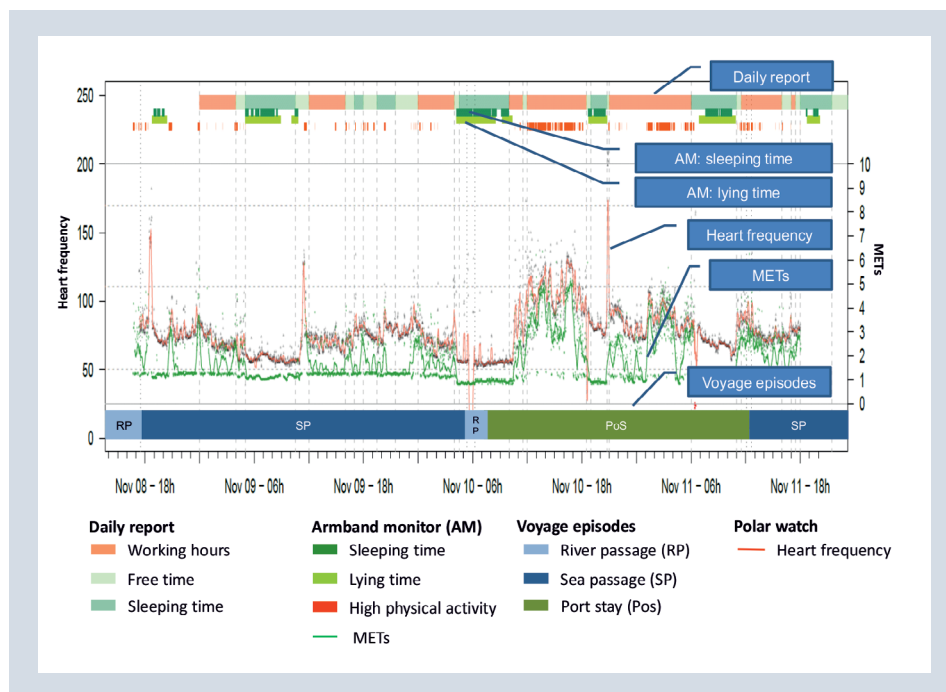 Daily report
250
AM: sleeping time
200
10
AM: lying time
9
8
150
Heart frequency
7
Heart frequency
METs
6
METs
5
100
4
3
50
2
Voyage episodes
1
0
RP
SP
R
P
PoS
SP
0
Nov 08 – 18h
Nov 09 – 06h
Nov 09 – 18h
Nov 10 – 06h
Nov 10 – 18h
Nov 11 – 06h
Nov 11 – 18h
Daily report
Working hours
Free time
Sleeping time
Armband monitor (AM)
Sleeping time
Lying time
High physical activity
METs
Voyage episodes
River passage (RP)
Sea passage (SP)
Port stay (Pos)
Polar watch
Heart frequency